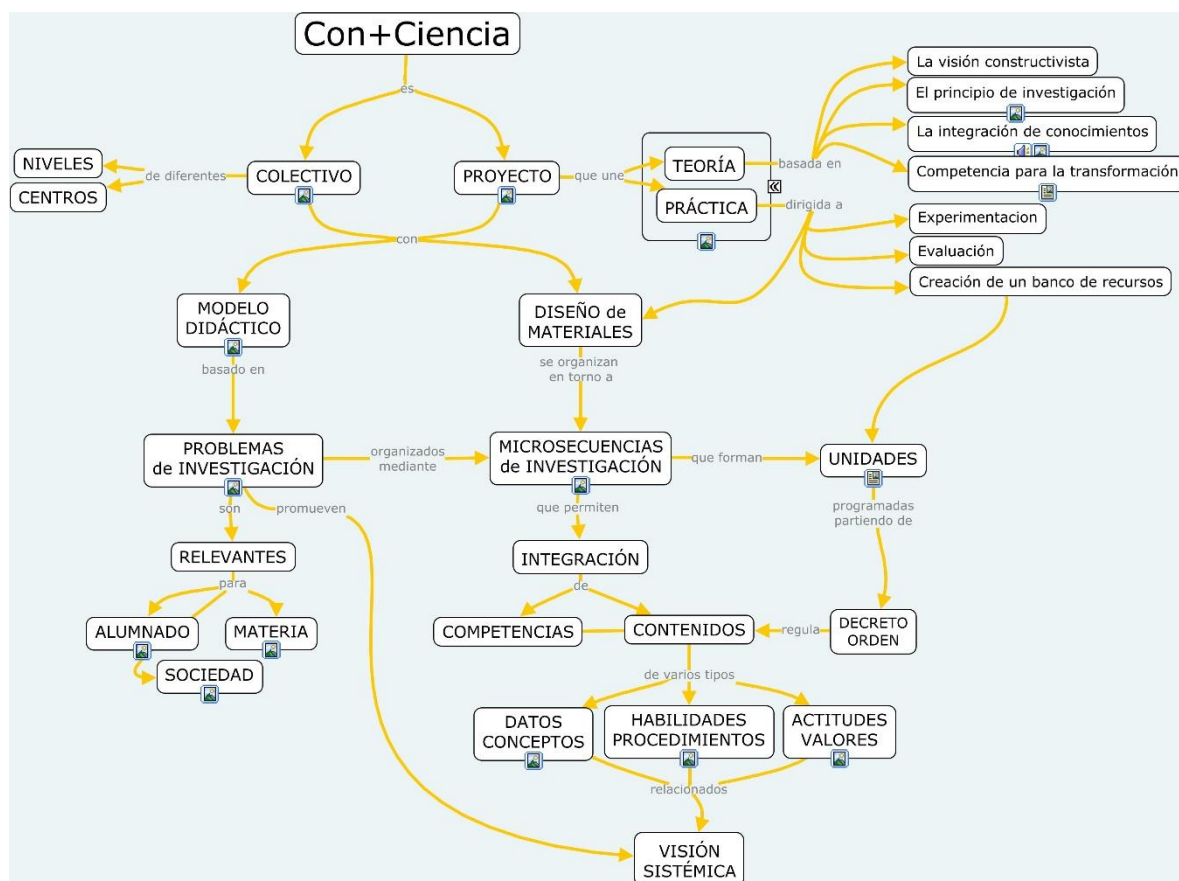 Con+Ciencia
es
La visión constructivista
El principio de investigación
La integración de conocimientos
Competencia para la transformación
NIVELES
CENTROS
de diferentes
COLECTIVO
PROYECTO
que une
TEORÍA
PRÁCTICA
basada en
dirigida a
Experimentacion
Evaluación
Creación de un banco de recursos
con
MODELO
DIDÁCTICO
DISEÑO de
MATERIALES
basado en
se organizan
en torno a
PROBLEMAS
de INVESTIGACIÓN
organizados
mediante
MICROSECUENCIAS
de INVESTIGACIÓN
que forman
UNIDADES
son
promueven
que permiten
programadas
partiendo de
RELEVANTES
INTEGRACIÓN
para
de
ALUMNADO
MATERIA
SOCIEDAD
COMPETENCIAS
CONTENIDOS
regula
DECRETO
ORDEN
de varios tipos
DATOS
CONCEPTOS
HABILIDADES
PROCEDIMIENTOS
ACTITUDES
VALORES
relacionados
VISIÓN
SISTÉMICA